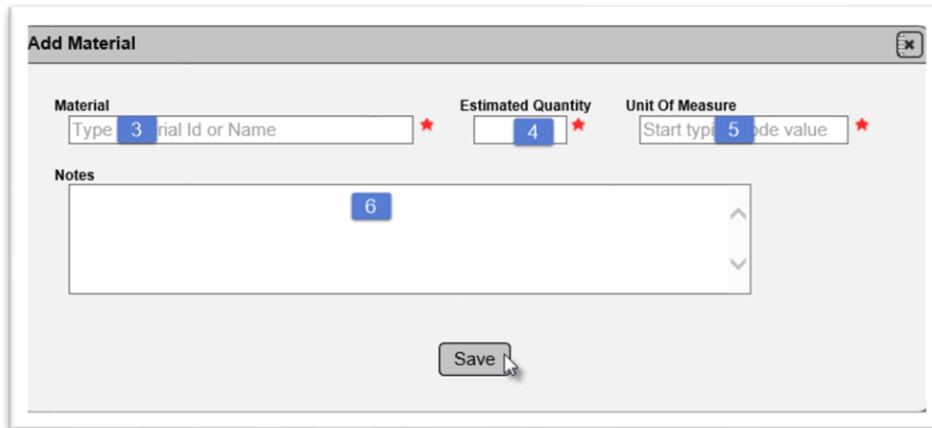 Add Material
Material Estimated Quantity Unit Of Measure
Type 3 rial Id or Name 4 Start typi 5 de value
Notes
6
Save